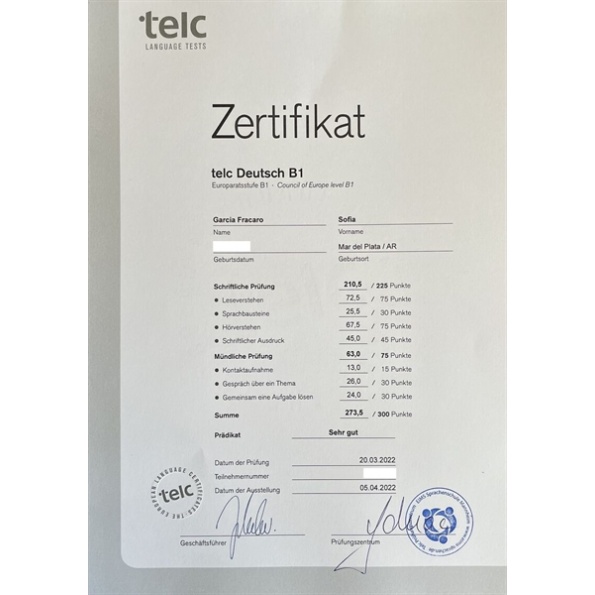 telc
LANGUAGE TESTS
Zertifikat
telc Deutsch B1
Europaratsstufe B1 · Council of Europe level B1
Garcia Fracaro Sofia
Name Vorname
Mar del Plata / AR
Geburtsdatum Geburtsort
Schriftliche Prüfung 210,5 / 225 Punkte
Leseverstehen 72,5 / 75 Punkte
Sprachbausteine 25,5 / 30 Punkte
Hörverstehen 67,5 / 75 Punkte
Schriftlicher Ausdruck 45,0 / 45 Punkte
Mündliche Prüfung 63,0 / 75 Punkte
Kontaktaufnahme 13,0 / 15 Punkte
Gespräch über ein Thema 26,0 / 30 Punkte
Gemeinsam eine Aufgabe lösen 24,0 / 30 Punkte
Summe 273,5 / 300 Punkte
Prädikat Sehr gut
Datum der Prüfung 20.03.2022
Teilnehmernummer
Datum der Ausstellung 05.04.2022
THE EUROPEAN LANGUAGE CERTIFICATES
telc
Geschäftsführer Prüfungszentrum